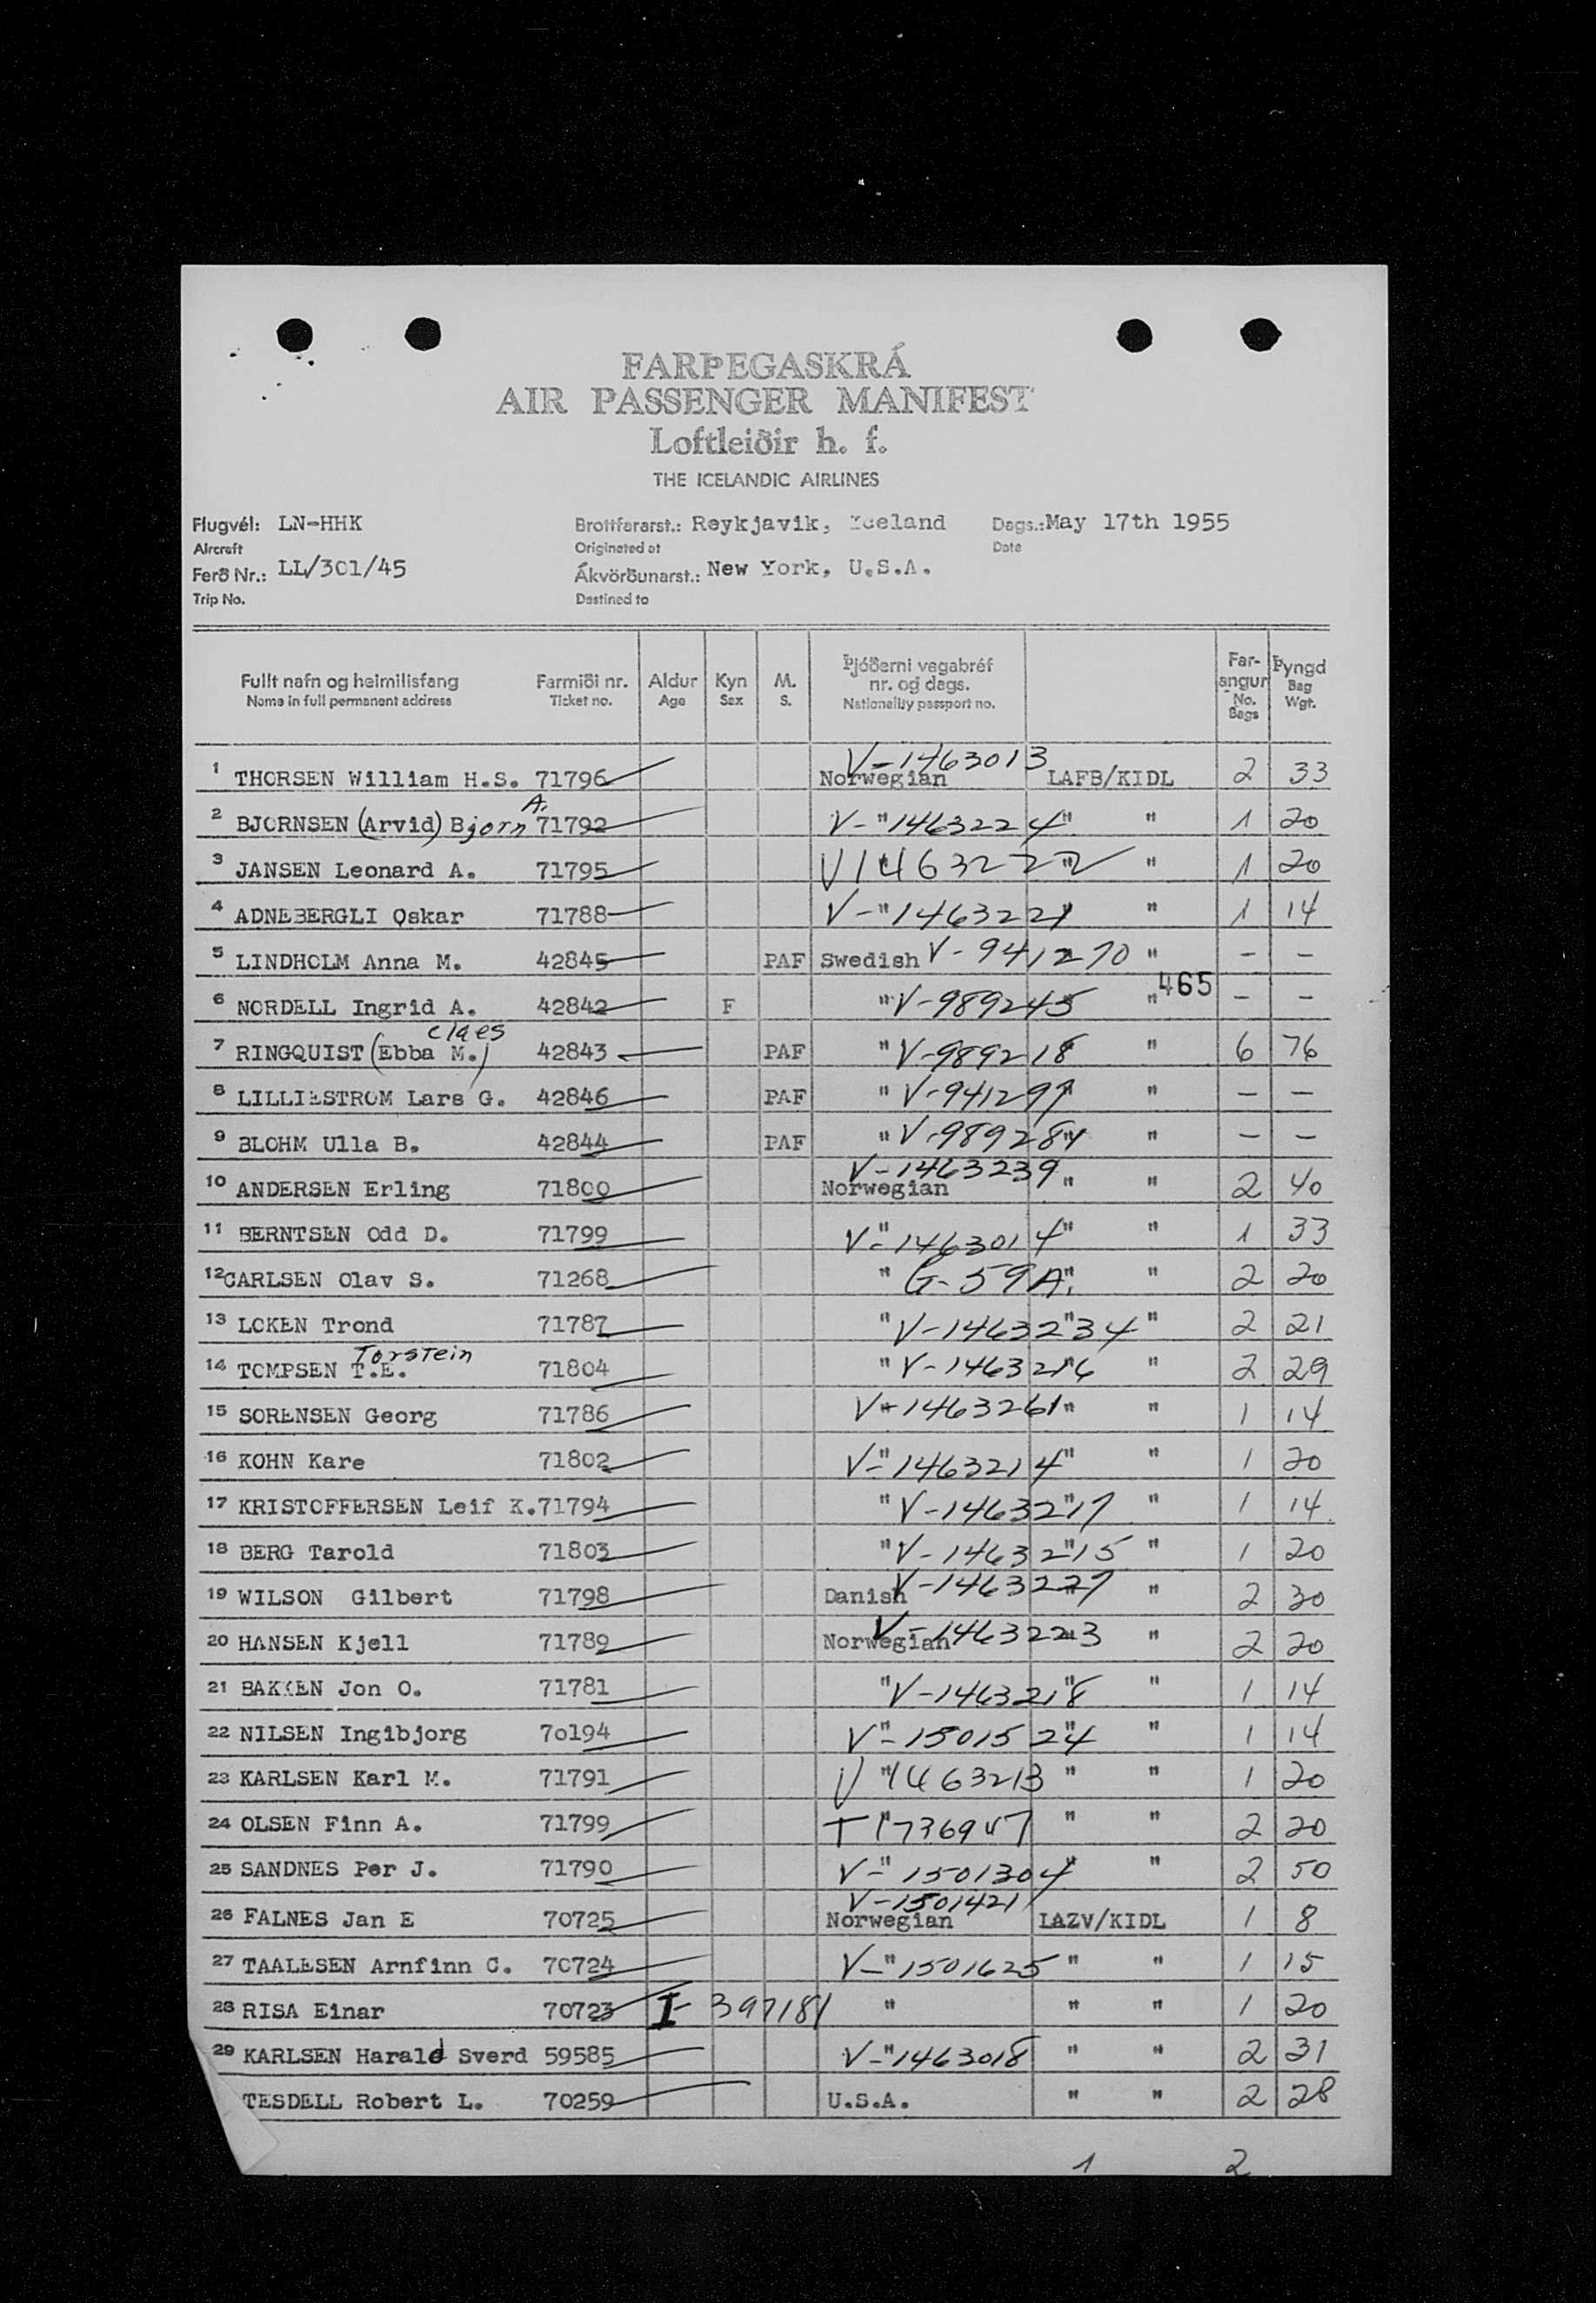 FARÞEGASKRÁ
AIR PASSENGER MANIFEST
Loftleiðir h. f.
THE ICELANDIC AIRLINES
Flugvél: LN-HHK Brottfararst.: Reykjavik, Iceland Dags.: May 17th 1955
Aircraft Originated at Date
Ferð Nr.: LL/301/45 Ákvörðunarst.: New York, U.S.A.
Trip No. Destined to
Fullt nafn og heimilisfang Farmiði nr. Aldur Kyn M. Þjóðerni vegabréf nr. og dags. Farangur Þyngd
Name in full permanent address Ticket no. Age Sex S. Nationality passport no. No. Bags Bag Wgt.
1 THORSEN William H.S. 71796 Norwegian V-1463013 LAFB/KIDL 2 33
2 BJORNSEN (Arvid) Bjorn A. 71792 " V-1463224 " " 1 20
3 JANSEN Leonard A. 71795 " V1463222 " " 1 20
4 ADNEBERGLI Oskar 71788 " V-1463221 " " 1 14
5 LINDHOLM Anna M. 42845 PAF Swedish V-941270 " " - -
465
6 NORDELL Ingrid A. 42842 F " V-989245 " " - -
7 RINGQUIST (Ebba M.) Claes 42843 PAF " V-989218 " 6 76
8 LILLIESTROM Lars G. 42846 PAF " V-941299 " " - -
9 BLOHM Ulla B. 42844 PAF " V-989284 " " - -
10 ANDERSEN Erling 71800 Norwegian V-1463239 " " 2 40
11 BERNTSEN Odd D. 71799 " V-1463014 " " 1 33
12 CARLSEN Olav S. 71268 " G-59A " " 2 20
13 LOKEN Trond 71787 " V-1463234 " " 2 21
14 TOMPSEN T.E. Torstein 71804 " V-1463216 " " 2 29
15 SORENSEN Georg 71786 " V-1463261 " " 1 14
16 KOHN Kare 71802 " V-1463214 " " 1 20
17 KRISTOFFERSEN Leif K. 71794 " V-1463217 " " 1 14
18 BERG Tarold 71803 " V-1463215 " " 1 20
19 WILSON Gilbert 71798 Danish V-1463227 " " 2 30
20 HANSEN Kjell 71789 Norwegian V-1463223 " " 2 20
21 BAKKEN Jon O. 71781 " V-1463218 " " 1 14
22 NILSEN Ingibjorg 70194 " V-1501524 " " 1 14
23 KARLSEN Karl M. 71791 " V1463213 " " 1 20
24 OLSEN Finn A. 71799 " T1736947 " " 2 20
25 SANDNES Per J. 71790 " V-1501304 " " 2 50
26 FALNES Jan E 70725 Norwegian V-1501421 LAZV/KIDL 1 8
27 TAALESEN Arnfinn C. 70724 " V-1501625 " " 1 15
28 RISA Einar 70723 I-397181 " " " 1 20
29 KARLSEN Harald Sverd 59585 " V-1463018 " " 2 31
TESDELL Robert L. 70259 U.S.A. " " 2 28
1 2